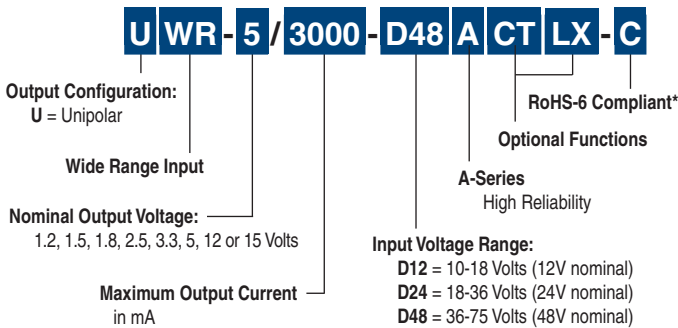 U WR - 5 / 3000 - D48 A CT LX - C
Output Configuration:
U = Unipolar
Wide Range Input
Nominal Output Voltage:
1.2, 1.5, 1.8, 2.5, 3.3, 5, 12 or 15 Volts
Maximum Output Current
in mA
RoHS-6 Compliant*
Optional Functions
A-Series
High Reliability
Input Voltage Range:
D12 = 10-18 Volts (12V nominal)
D24 = 18-36 Volts (24V nominal)
D48 = 36-75 Volts (48V nominal)